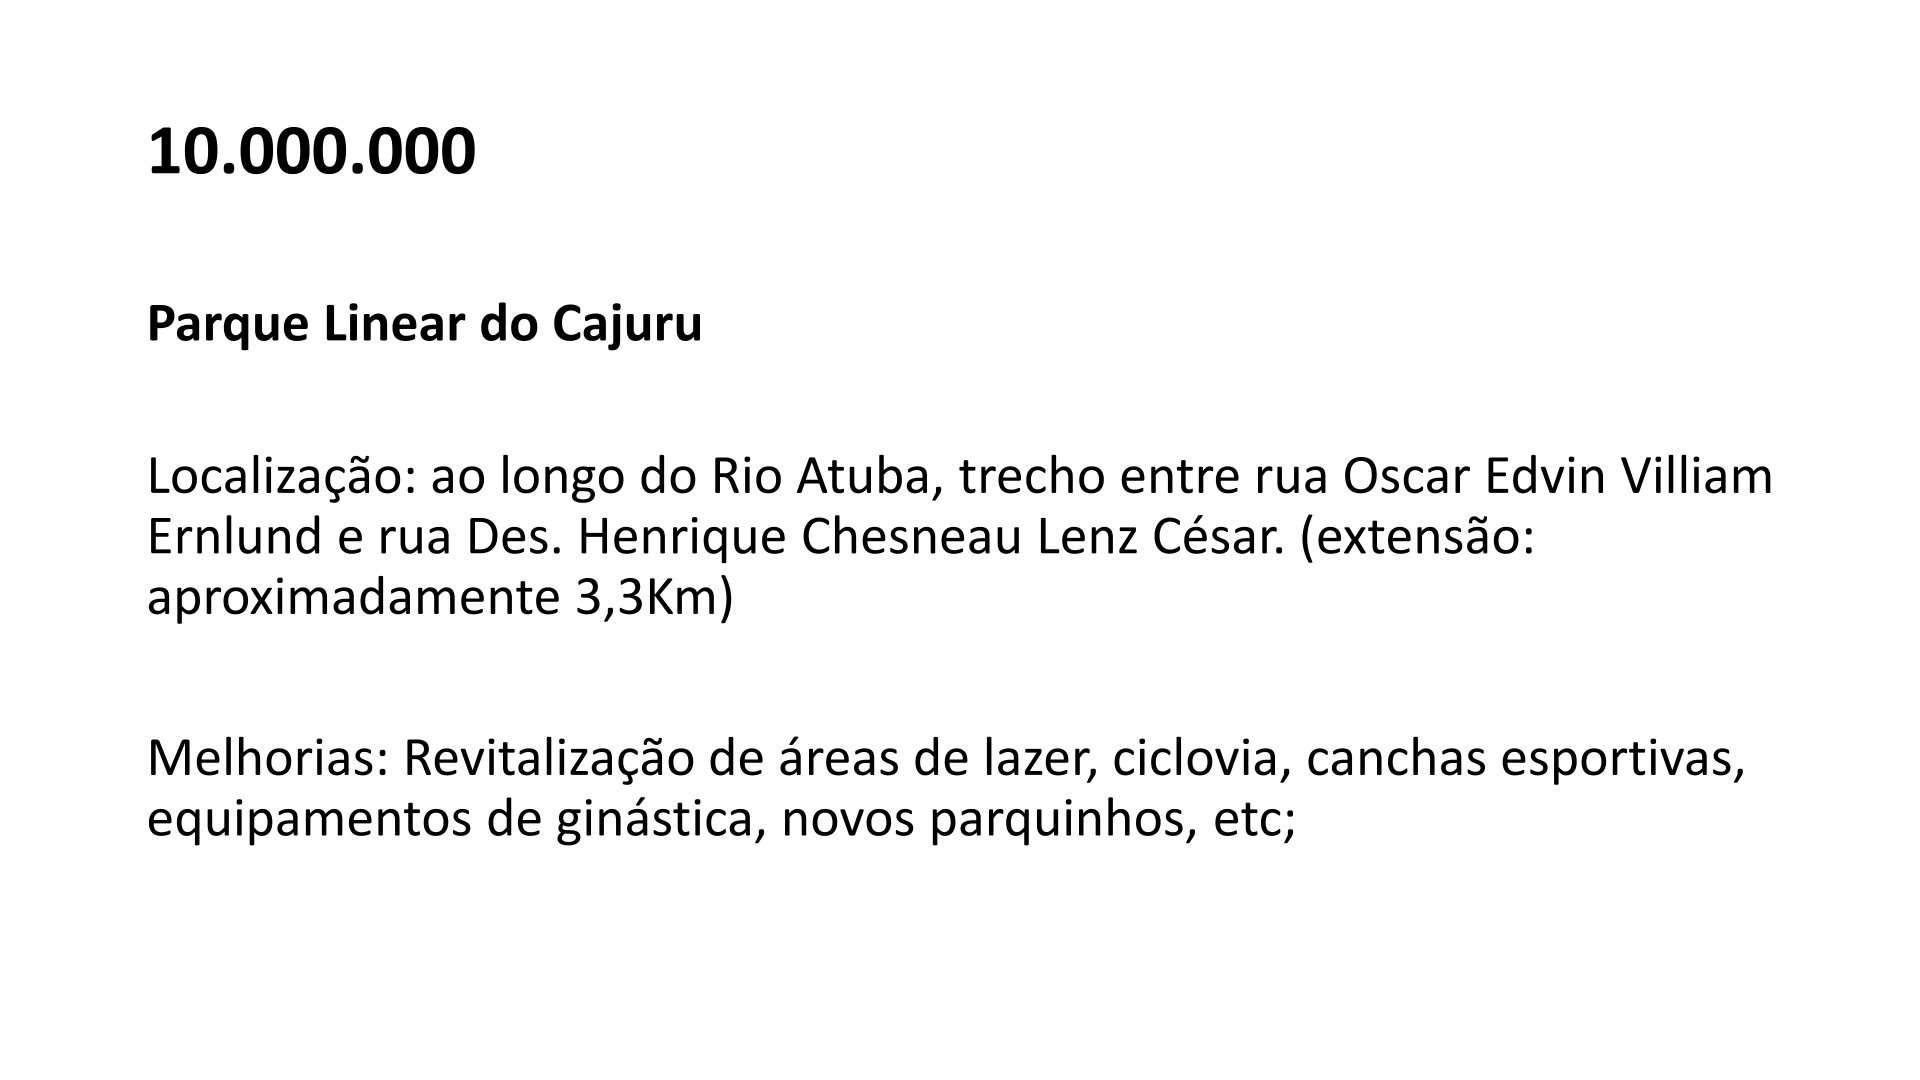 10.000.000
Parque Linear do Cajuru
Localização: ao longo do Rio Atuba, trecho entre rua Oscar Edvin Villiam
Ernlund e rua Des. Henrique Chesneau Lenz César. (extensão:
aproximadamente 3,3Km)
Melhorias: Revitalização de áreas de lazer, ciclovia, canchas esportivas,
equipamentos de ginástica, novos parquinhos, etc;